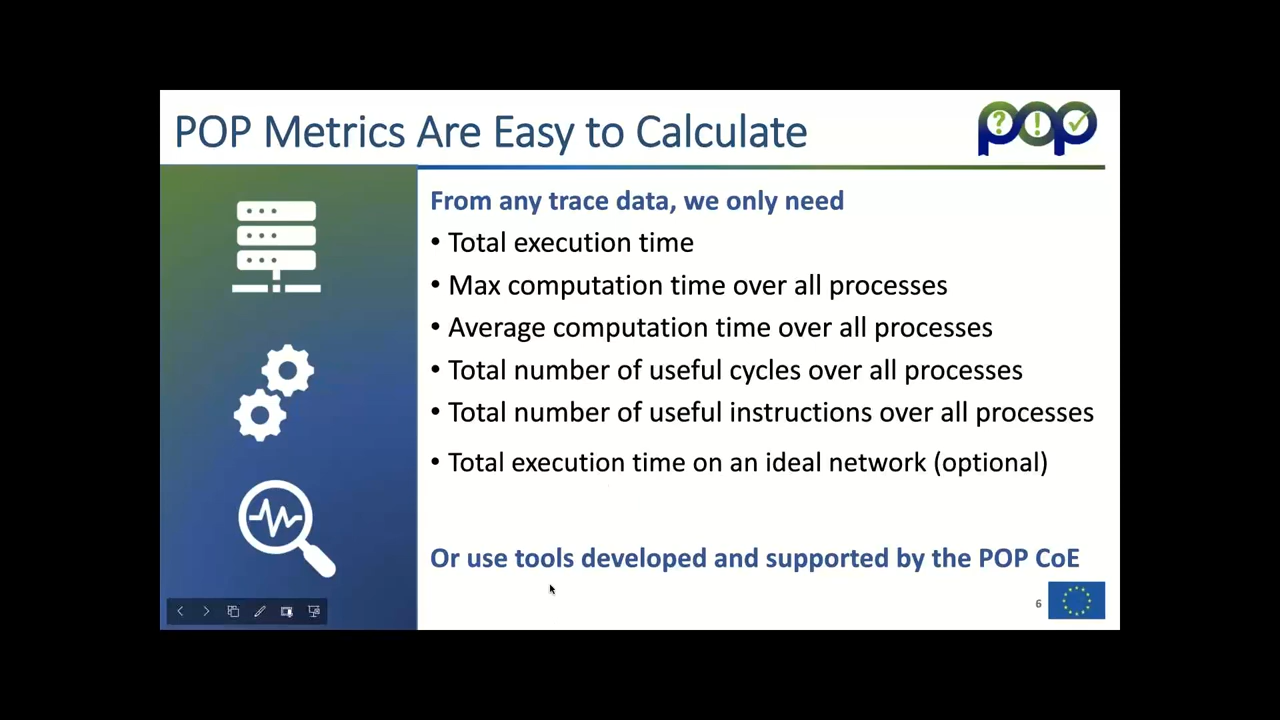 POP Metrics Are Easy to Calculate
pop
?
!
From any trace data, we only need
• Total execution time
• Max computation time over all processes
• Average computation time over all processes
• Total number of useful cycles over all processes
• Total number of useful instructions over all processes
• Total execution time on an ideal network (optional)
Or use tools developed and supported by the POP CoE
6